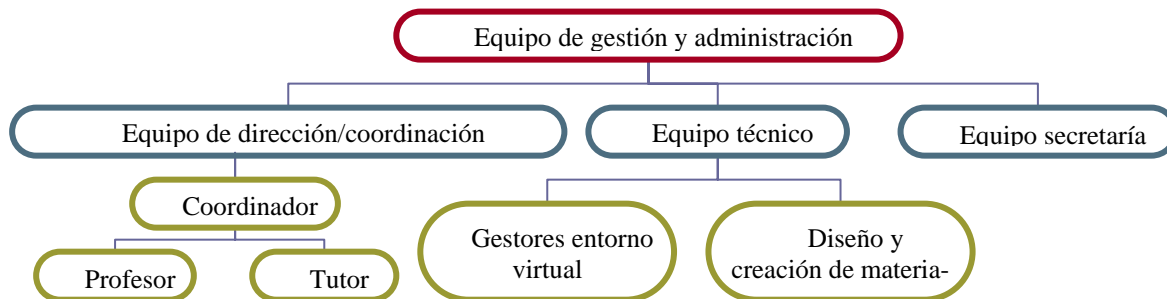 Equipo de gestión y administración
Equipo de dirección/coordinación
Equipo técnico
Equipo secretaría
Coordinador
Profesor
Tutor
Gestores entorno
virtual
Diseño y
creación de materia-